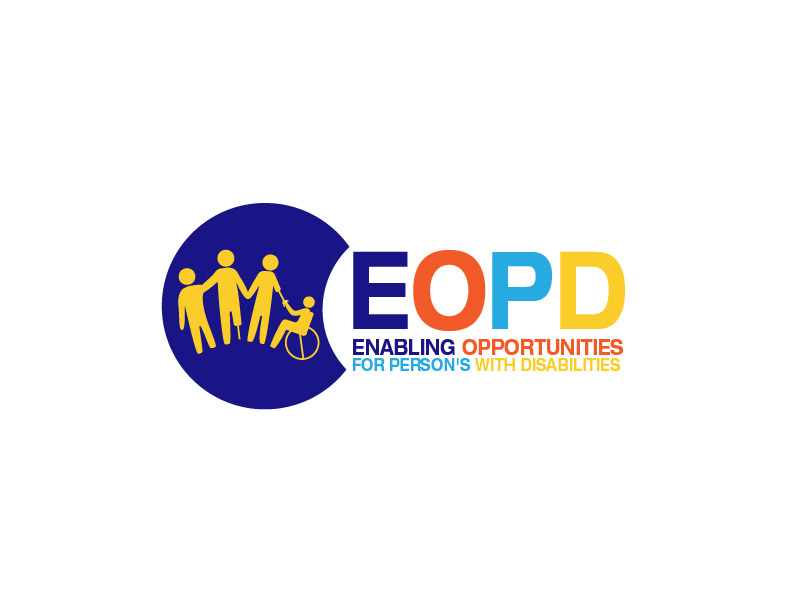 EOPD
ENABLING OPPORTUNITIES
FOR PERSON'S WITH DISABILITIES